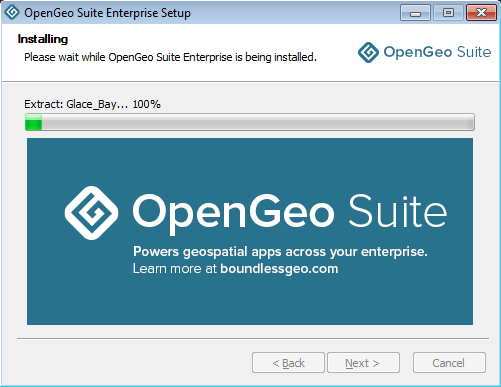 OpenGeo Suite Enterprise Setup
Installing
Please wait while OpenGeo Suite Enterprise is being installed.
OpenGeo Suite
Extract: Glace_Bay... 100%
OpenGeo Suite
Powers geospatial apps across your enterprise.
Learn more at boundlessgeo.com
< Back
Next >
Cancel